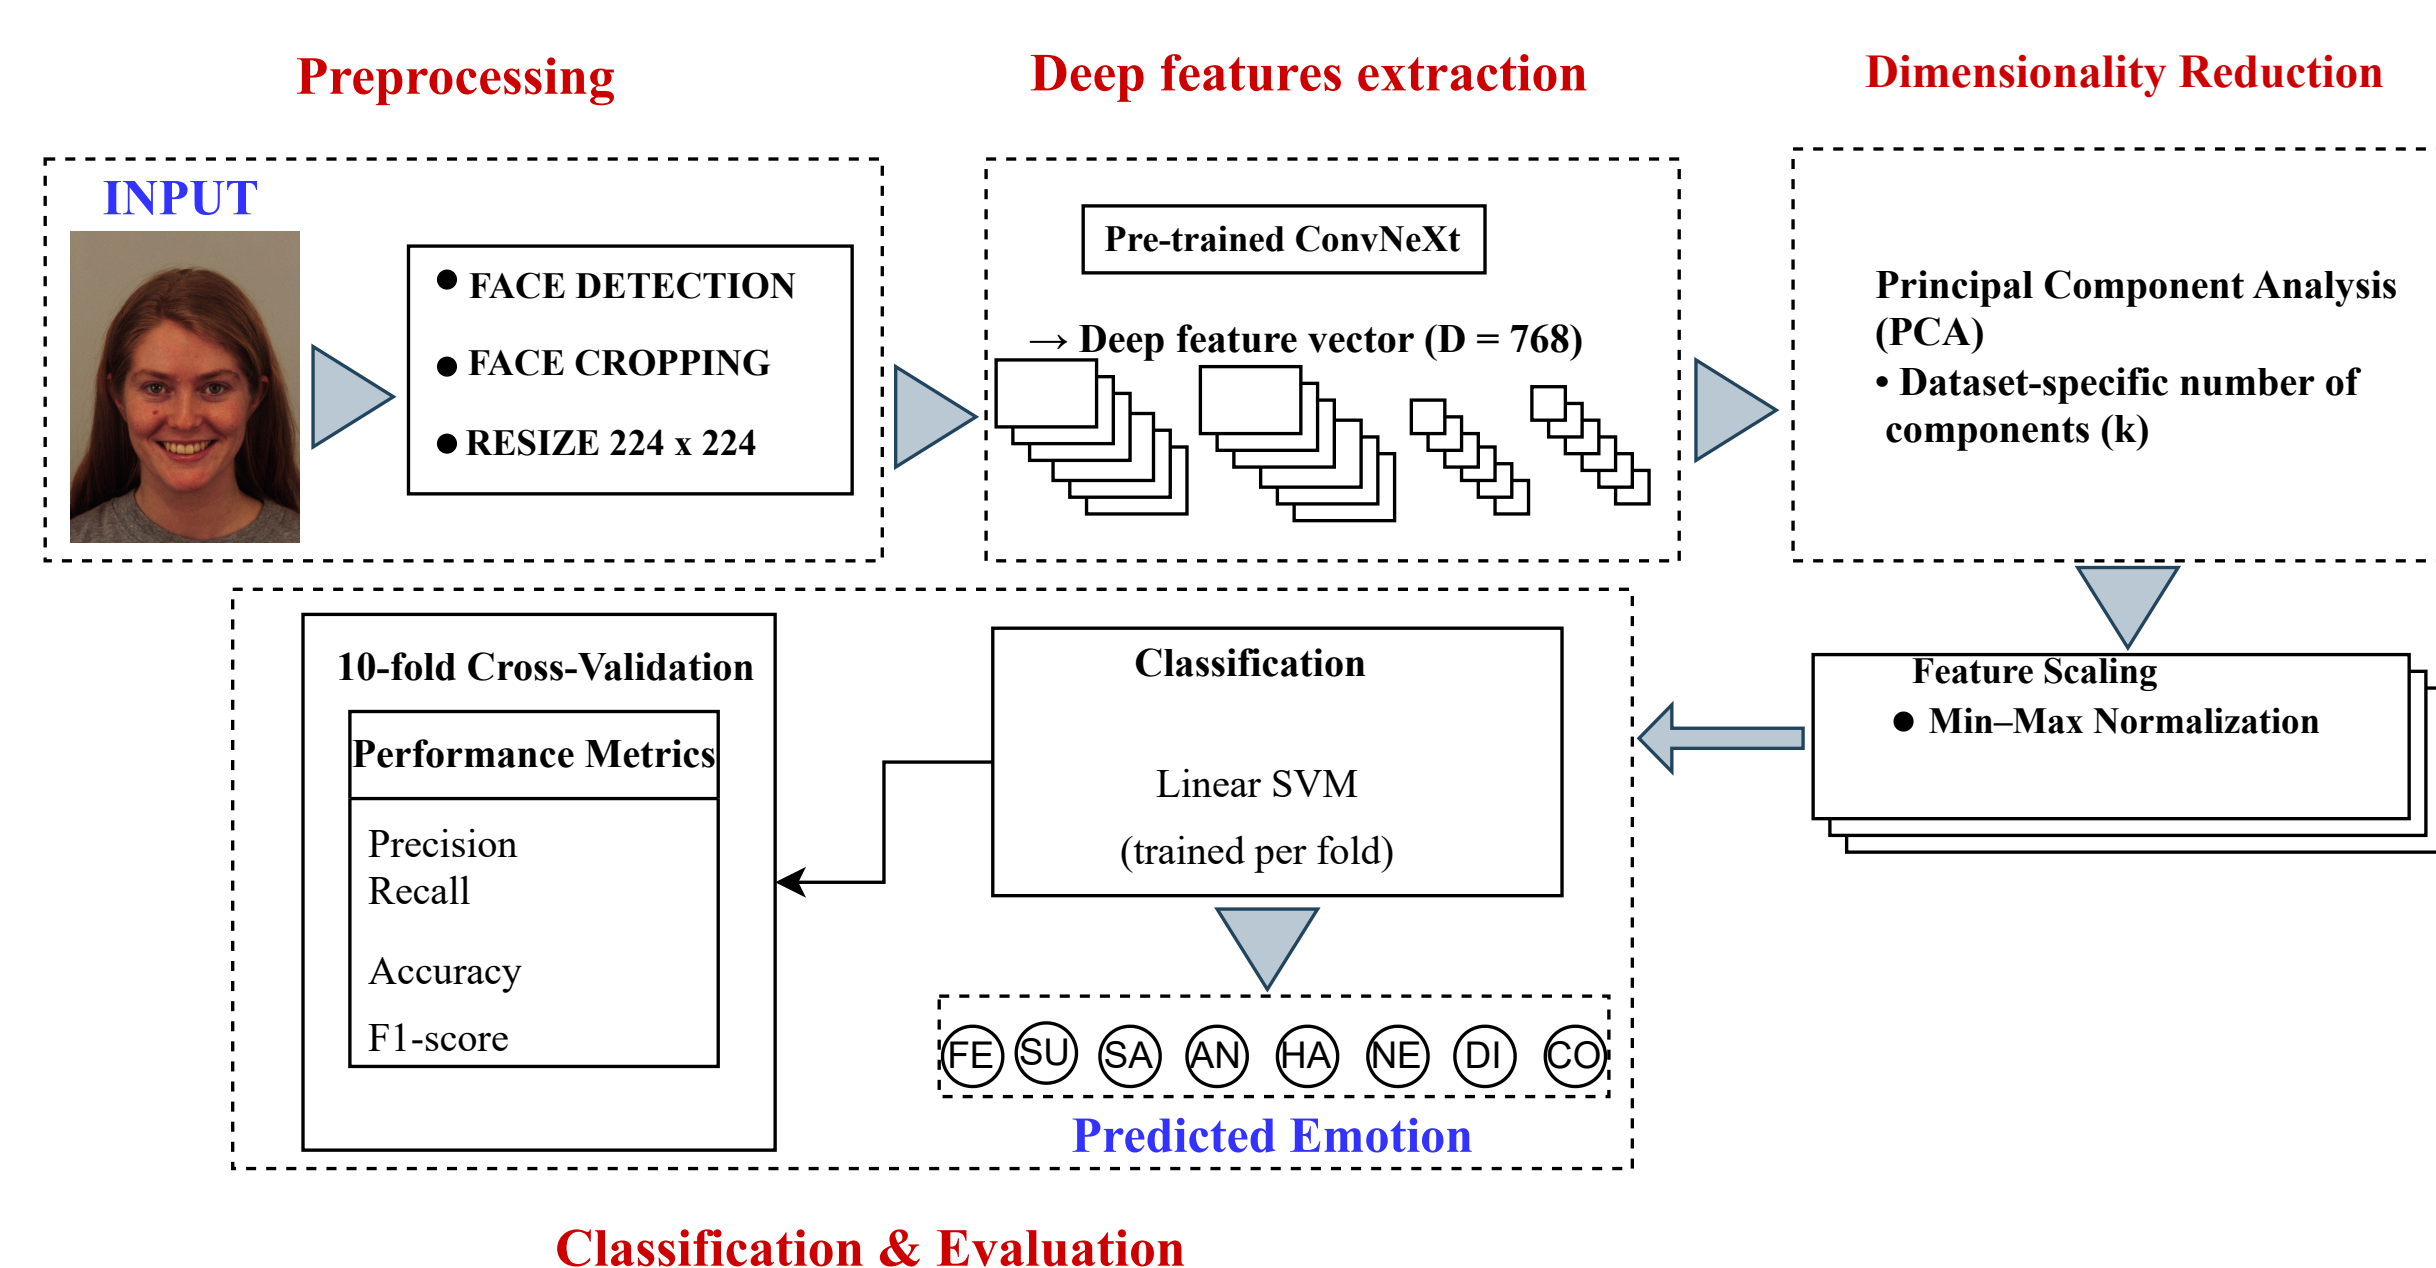 Preprocessing
Deep features extraction
Dimensionality Reduction
INPUT
● FACE DETECTION
● FACE CROPPING
● RESIZE 224 x 224
Pre-trained ConvNeXt
→ Deep feature vector (D = 768)
Principal Component Analysis
(PCA)
• Dataset-specific number of
components (k)
Feature Scaling
● Min–Max Normalization
Classification
Linear SVM
(trained per fold)
10-fold Cross-Validation
Performance Metrics
Precision
Recall
Accuracy
F1-score
FE SU SA AN HA NE DI CO
Predicted Emotion
Classification & Evaluation